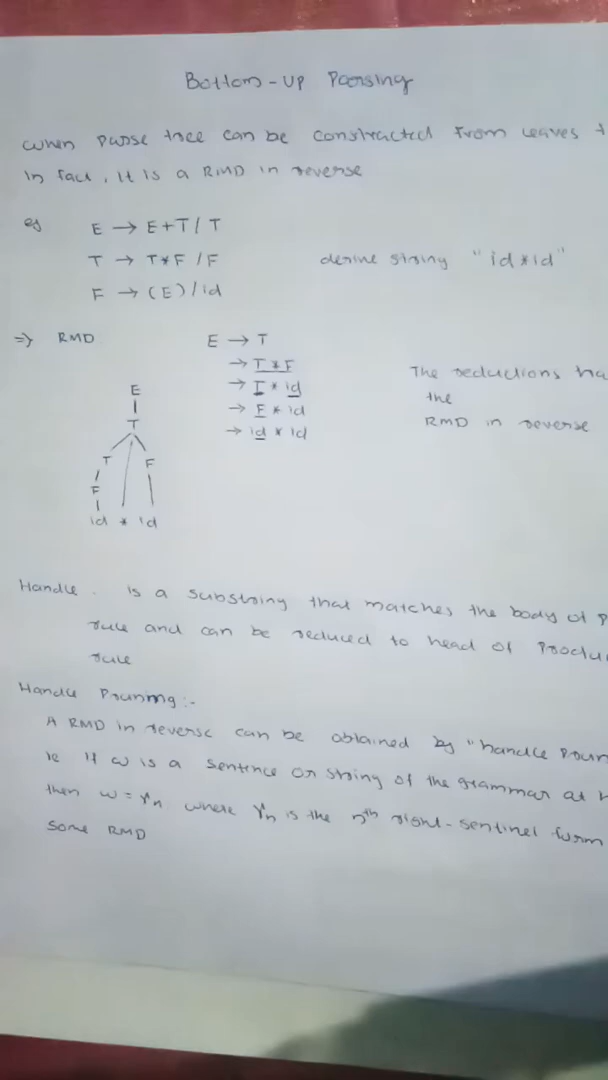 Bottom-up Parsing
when parse tree can be constructed from leaves t
In fact, it is a RMD in reverse
eg E → E+T / T
T → T*F / F derive string "id*id"
F → (E) / id
=> RMD E → T
→ T*F
→ T * id
→ F * id
→ id * id
The reductions ha
the
RMD in reverse
E
T
T F
F
id * id
Handle. is a substring that matches the body of P
rule and can be reduced to head of Produ
rule
Handle Pruning :-
A RMD in reverse can be obtained by "handle Prun
ie if ω is a sentence or string of the grammar at h
then ω = γn where γn is the nth right-sentinel form
some RMD